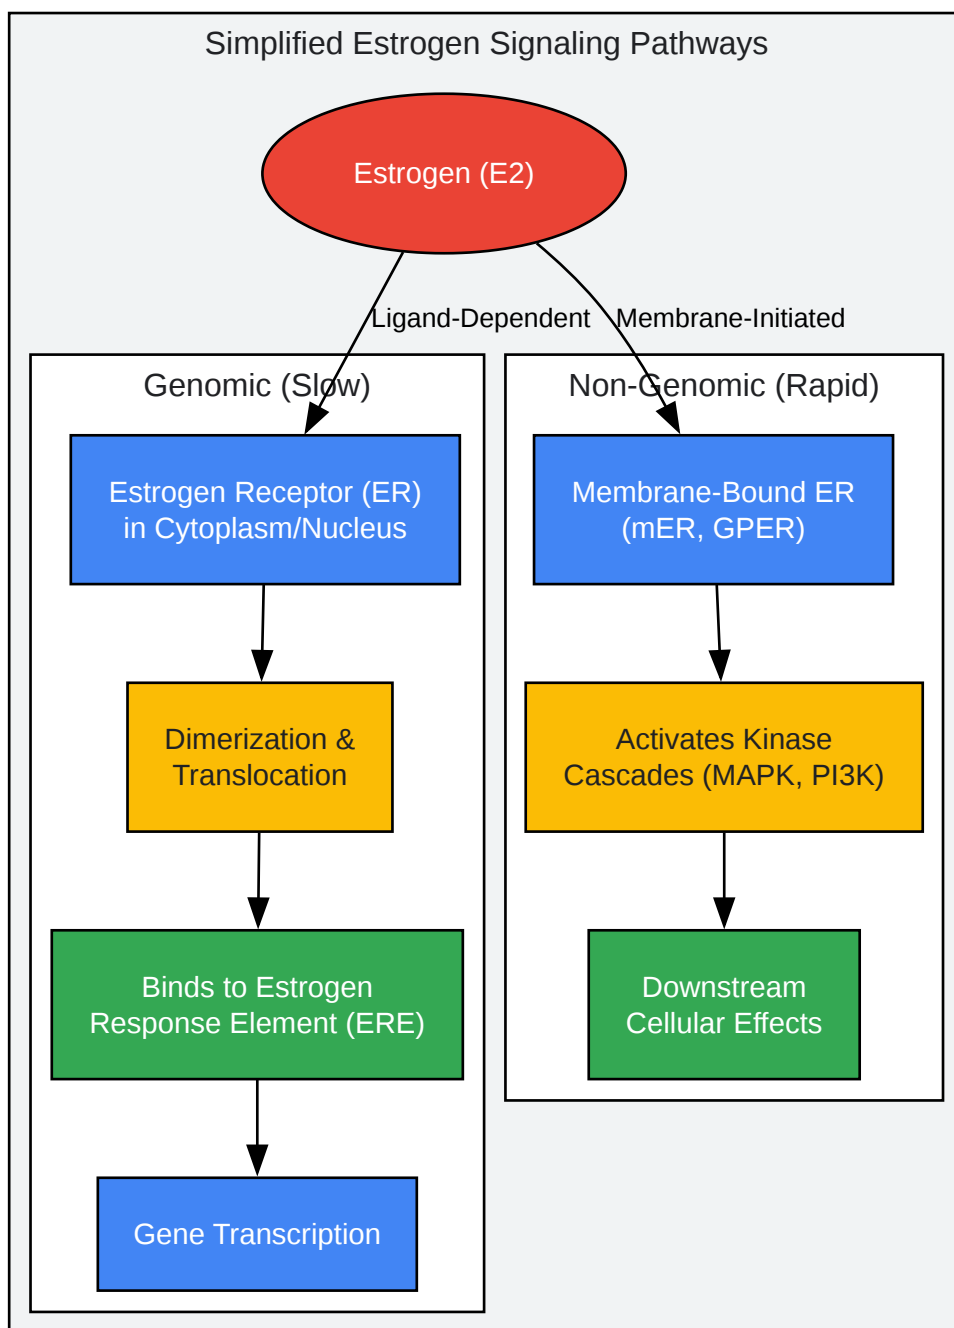 Simplified Estrogen Signaling Pathways
Estrogen (E2)
Ligand-Dependent
Membrane-Initiated
Genomic (Slow)
Estrogen Receptor (ER)
in Cytoplasm/Nucleus
Dimerization &
Translocation
Binds to Estrogen
Response Element (ERE)
Gene Transcription
Non-Genomic (Rapid)
Membrane-Bound ER
(mER, GPER)
Activates Kinase
Cascades (MAPK, PI3K)
Downstream
Cellular Effects